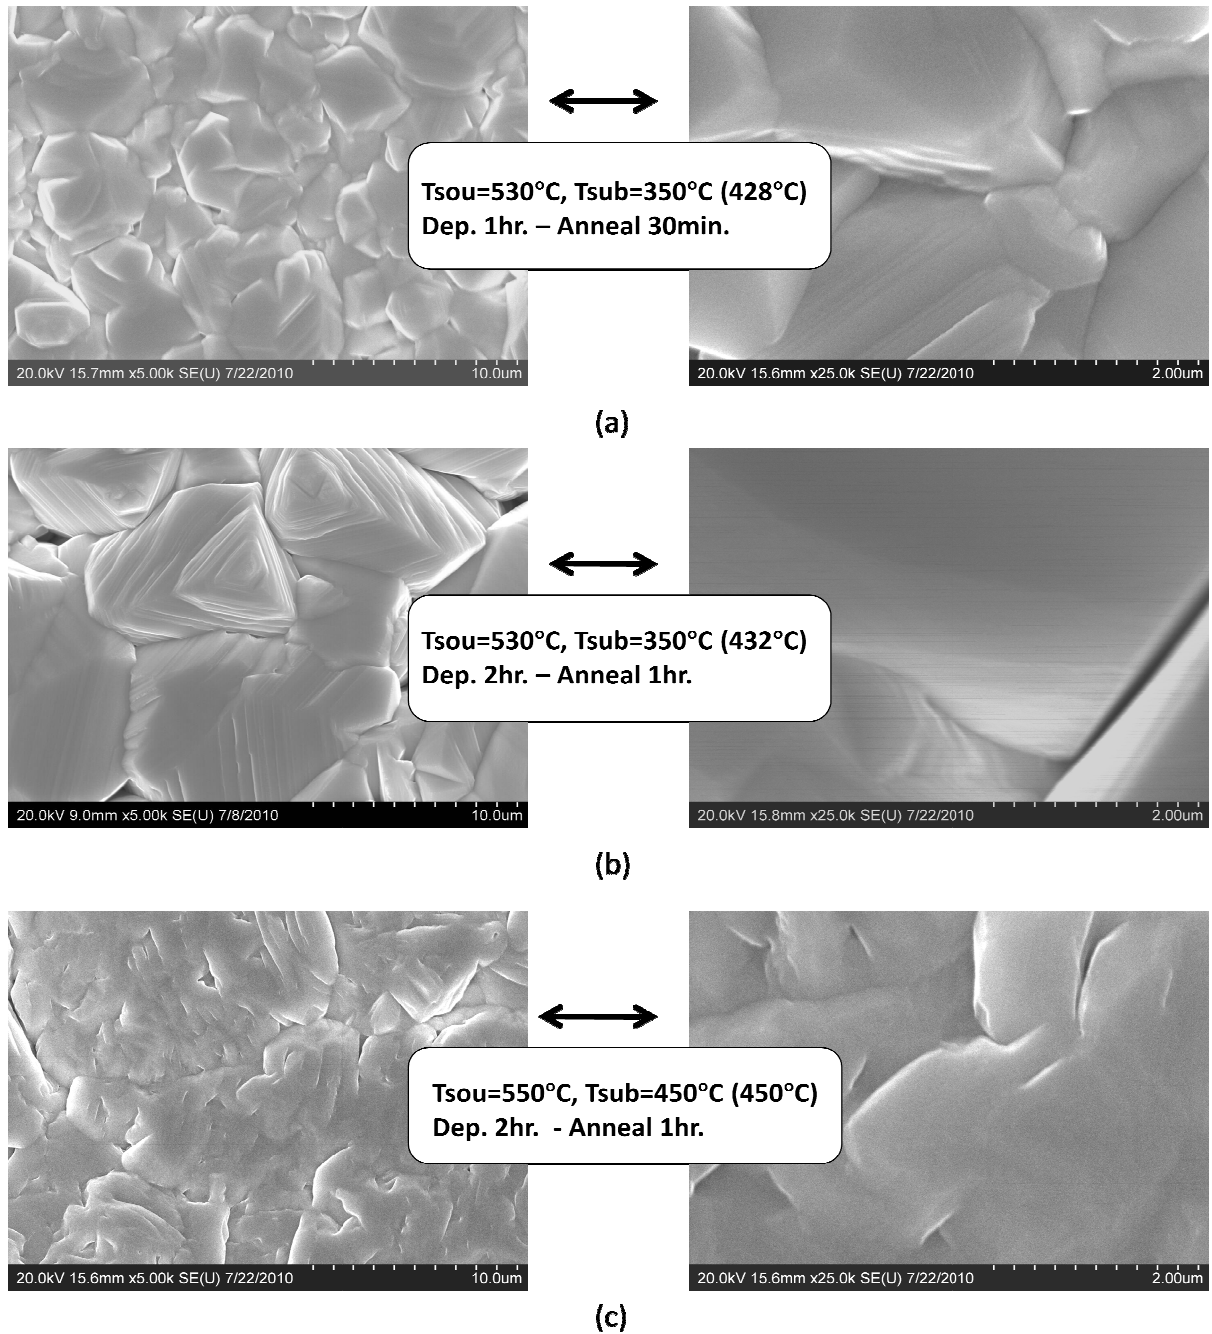 Tsou=530°C, Tsub=350°C (428°C)
Dep. 1hr. – Anneal 30min.
20.0kV 15.7mm x5.00k SE(U) 7/22/2010 10.0um
20.0kV 15.6mm x25.0k SE(U) 7/22/2010 2.00um
(a)
Tsou=530°C, Tsub=350°C (432°C)
Dep. 2hr. – Anneal 1hr.
20.0kV 9.0mm x5.00k SE(U) 7/8/2010 10.0um
20.0kV 15.8mm x25.0k SE(U) 7/22/2010 2.00um
(b)
Tsou=550°C, Tsub=450°C (450°C)
Dep. 2hr. - Anneal 1hr.
20.0kV 15.6mm x5.00k SE(U) 7/22/2010 10.0um
20.0kV 15.6mm x25.0k SE(U) 7/22/2010 2.00um
(c)